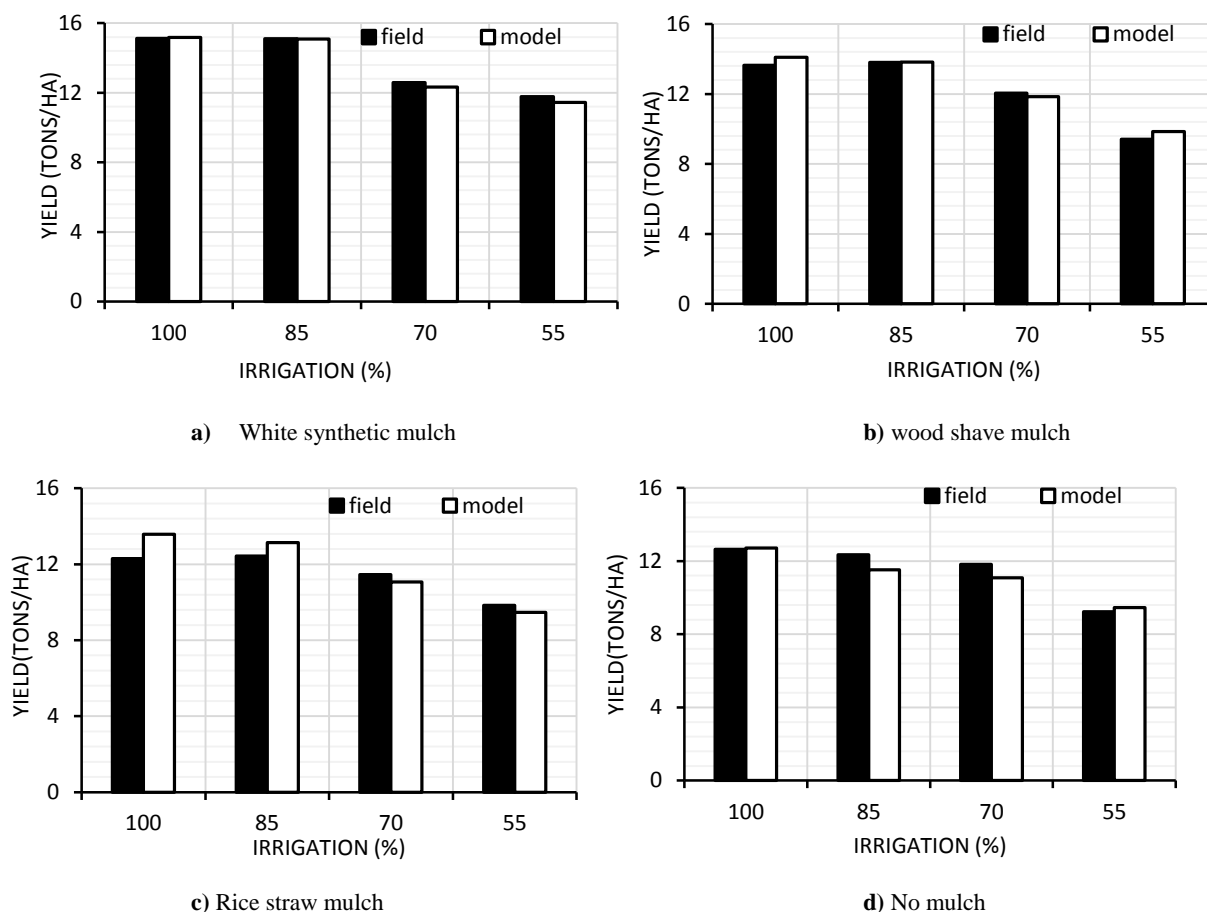 16
12
8
4
0
YIELD (TONS/HA)
field model
100 85 70 55
IRRIGATION (%)
a) White synthetic mulch
16
12
8
4
0
YIELD (TONS/HA)
field model
100 85 70 55
IRRIGATION (%)
b) wood shave mulch
16
12
8
4
0
YIELD(TONS/HA)
field model
100 85 70 55
IRRIGATION (%)
c) Rice straw mulch
16
12
8
4
0
YIELD(TONS/HA)
field model
100 85 70 55
IRRIGATION (%)
d) No mulch